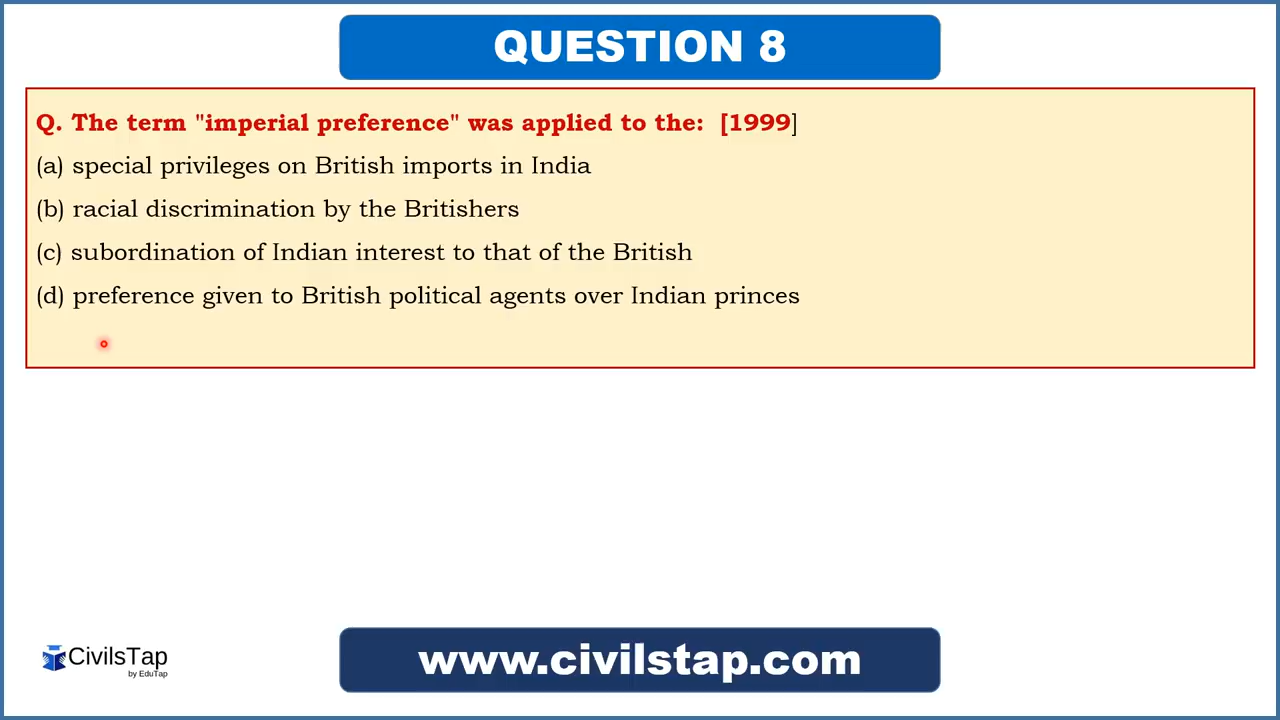 QUESTION 8
Q. The term "imperial preference" was applied to the: [1999]
(a) special privileges on British imports in India
(b) racial discrimination by the Britishers
(c) subordination of Indian interest to that of the British
(d) preference given to British political agents over Indian princes
CivilsTap
by EduTap
www.civilstap.com